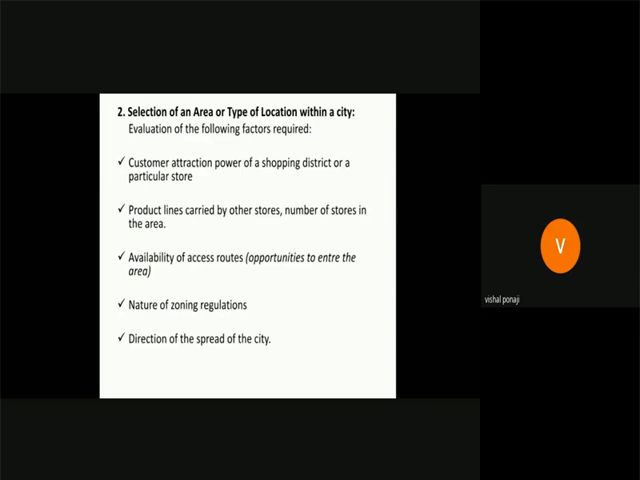 2. Selection of an Area or Type of Location within a city:
Evaluation of the following factors required:
✓ Customer attraction power of a shopping district or a
particular store
✓ Product lines carried by other stores, number of stores in
the area.
✓ Availability of access routes (opportunities to entre the
area)
✓ Nature of zoning regulations
✓ Direction of the spread of the city.
V
vishal ponaji